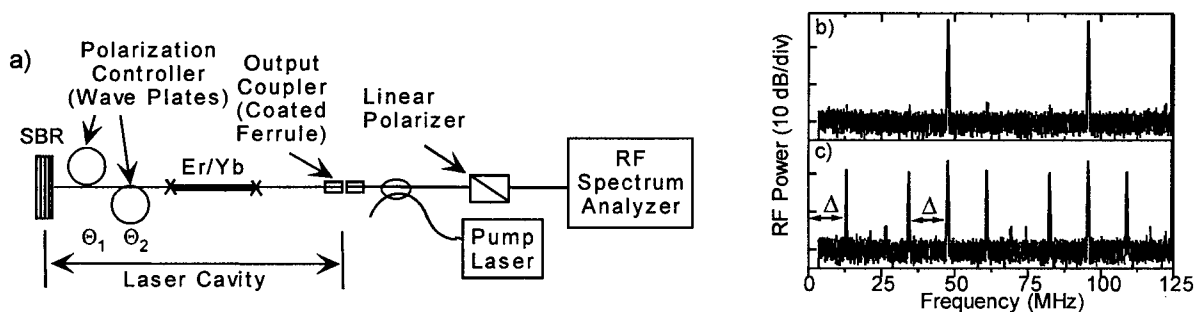 a)
Polarization
Controller
(Wave Plates)
Output
Coupler
(Coated
Ferrule)
Linear
Polarizer
SBR
Er/Yb
RF
Spectrum
Analyzer
Θ1 Θ2
Pump
Laser
Laser Cavity
RF Power (10 dB/div)
b)
c)
Δ
Δ
0 25 50 75 100 125
Frequency (MHz)